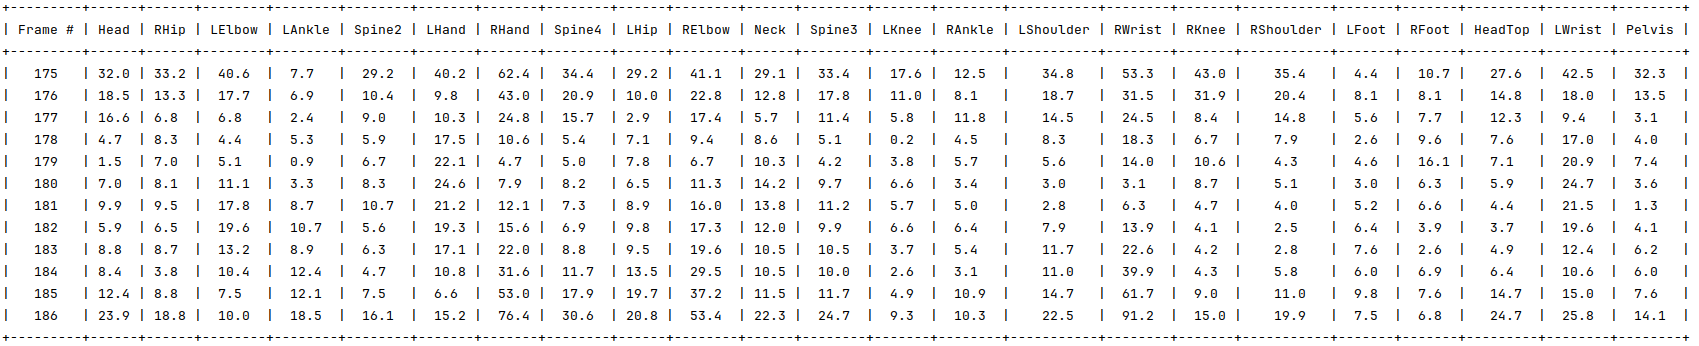 +----------+------+------+--------+--------+--------+-------+-------+---------+------+--------+------+--------+-------+--------+-----------+--------+-------+-----------+-------+-------+---------+--------+--------+
| Frame # | Head | RHip | LElbow | LAnkle | Spine2 | LHand | RHand | Spine4 | LHip | RElbow | Neck | Spine3 | LKnee | RAnkle | LShoulder | RWrist | RKnee | RShoulder | LFoot | RFoot | HeadTop | LWrist | Pelvis |
+----------+------+------+--------+--------+--------+-------+-------+---------+------+--------+------+--------+-------+--------+-----------+--------+-------+-----------+-------+-------+---------+--------+--------+
| 175 | 32.0 | 33.2 | 40.6 | 7.7 | 29.2 | 40.2 | 62.4 | 34.4 | 29.2 | 41.1 | 29.1 | 33.4 | 17.6 | 12.5 | 34.8 | 53.3 | 43.0 | 35.4 | 4.4 | 10.7 | 27.6 | 42.5 | 32.3 |
| 176 | 18.5 | 13.3 | 17.7 | 6.9 | 10.4 | 9.8 | 43.0 | 20.9 | 10.0 | 22.8 | 12.8 | 17.8 | 11.0 | 8.1 | 18.7 | 31.5 | 31.9 | 20.4 | 8.1 | 8.1 | 14.8 | 18.0 | 13.5 |
| 177 | 16.6 | 6.8 | 6.8 | 2.4 | 9.0 | 10.3 | 24.8 | 15.7 | 2.9 | 17.4 | 5.7 | 11.4 | 5.8 | 11.8 | 14.5 | 24.5 | 8.4 | 14.8 | 5.6 | 7.7 | 12.3 | 9.4 | 3.1 |
| 178 | 4.7 | 8.3 | 4.4 | 5.3 | 5.9 | 17.5 | 10.6 | 5.4 | 7.1 | 9.4 | 8.6 | 5.1 | 0.2 | 4.5 | 8.3 | 18.3 | 6.7 | 7.9 | 2.6 | 9.6 | 7.6 | 17.0 | 4.0 |
| 179 | 1.5 | 7.0 | 5.1 | 0.9 | 6.7 | 22.1 | 4.7 | 5.0 | 7.8 | 6.7 | 10.3 | 4.2 | 3.8 | 5.7 | 5.6 | 14.0 | 10.6 | 4.3 | 4.6 | 16.1 | 7.1 | 20.9 | 7.4 |
| 180 | 7.0 | 8.1 | 11.1 | 3.3 | 8.3 | 24.6 | 7.9 | 8.2 | 6.5 | 11.3 | 14.2 | 9.7 | 6.6 | 3.4 | 3.0 | 3.1 | 8.7 | 5.1 | 3.0 | 6.3 | 5.9 | 24.7 | 3.6 |
| 181 | 9.9 | 9.5 | 17.8 | 8.7 | 10.7 | 21.2 | 12.1 | 7.3 | 8.9 | 16.0 | 13.8 | 11.2 | 5.7 | 5.0 | 2.8 | 6.3 | 4.7 | 4.0 | 5.2 | 6.6 | 4.4 | 21.5 | 1.3 |
| 182 | 5.9 | 6.5 | 19.6 | 10.7 | 5.6 | 19.3 | 15.6 | 6.9 | 9.8 | 17.3 | 12.0 | 9.9 | 6.6 | 6.4 | 7.9 | 13.9 | 4.1 | 2.5 | 6.4 | 3.9 | 3.7 | 19.6 | 4.1 |
| 183 | 8.8 | 8.7 | 13.2 | 8.9 | 6.3 | 17.1 | 22.0 | 8.8 | 9.5 | 19.6 | 10.5 | 10.5 | 3.7 | 5.4 | 11.7 | 22.6 | 4.2 | 2.8 | 7.6 | 2.6 | 4.9 | 12.4 | 6.2 |
| 184 | 8.4 | 3.8 | 10.4 | 12.4 | 4.7 | 10.8 | 31.6 | 11.7 | 13.5 | 29.5 | 10.5 | 10.0 | 2.6 | 3.1 | 11.0 | 39.9 | 4.3 | 5.8 | 6.0 | 6.9 | 6.4 | 10.6 | 6.0 |
| 185 | 12.4 | 8.8 | 7.5 | 12.1 | 7.5 | 6.6 | 53.0 | 17.9 | 19.7 | 37.2 | 11.5 | 11.7 | 4.9 | 10.9 | 14.7 | 61.7 | 9.0 | 11.0 | 9.8 | 7.6 | 14.7 | 15.0 | 7.6 |
| 186 | 23.9 | 18.8 | 10.0 | 18.5 | 16.1 | 15.2 | 76.4 | 30.6 | 20.8 | 53.4 | 22.3 | 24.7 | 9.3 | 10.3 | 22.5 | 91.2 | 15.0 | 19.9 | 7.5 | 6.8 | 24.7 | 25.8 | 14.1 |
+----------+------+------+--------+--------+--------+-------+-------+---------+------+--------+------+--------+-------+--------+-----------+--------+-------+-----------+-------+-------+---------+--------+--------+